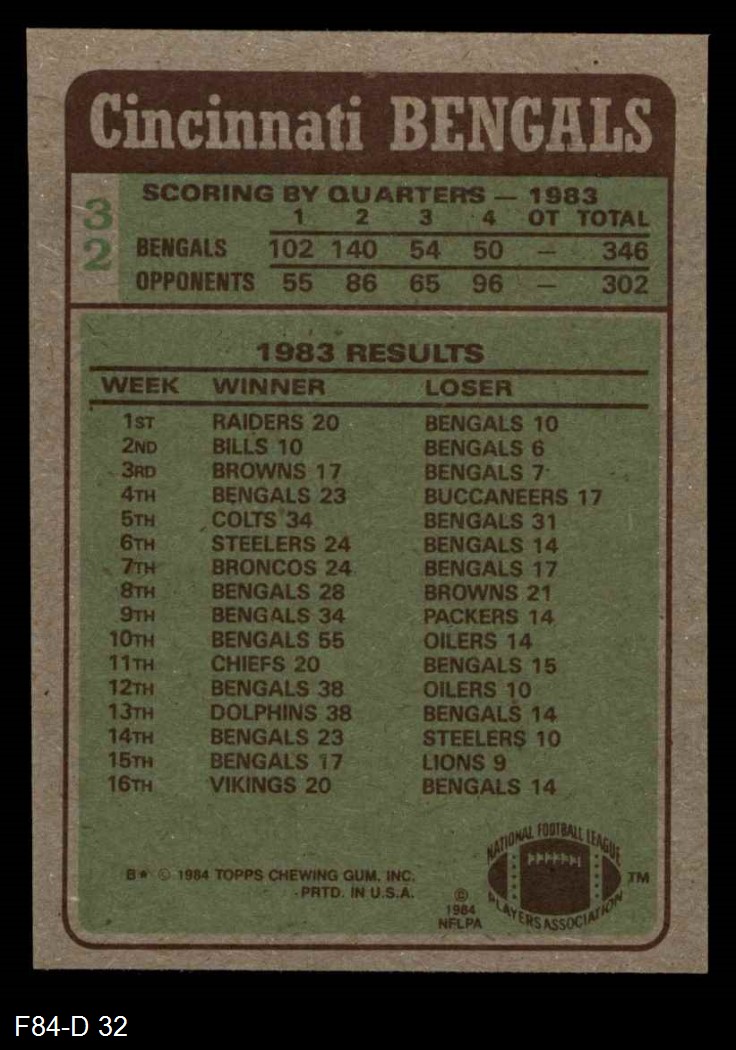 Cincinnati BENGALS
32
SCORING BY QUARTERS — 1983
1 2 3 4 OT TOTAL
BENGALS 102 140 54 50 — 346
OPPONENTS 55 86 65 96 — 302
1983 RESULTS
WEEK WINNER LOSER
1ST RAIDERS 20 BENGALS 10
2ND BILLS 10 BENGALS 6
3RD BROWNS 17 BENGALS 7
4TH BENGALS 23 BUCCANEERS 17
5TH COLTS 34 BENGALS 31
6TH STEELERS 24 BENGALS 14
7TH BRONCOS 24 BENGALS 17
8TH BENGALS 28 BROWNS 21
9TH BENGALS 34 PACKERS 14
10TH BENGALS 55 OILERS 14
11TH CHIEFS 20 BENGALS 15
12TH BENGALS 38 OILERS 10
13TH DOLPHINS 38 BENGALS 14
14TH BENGALS 23 STEELERS 10
15TH BENGALS 17 LIONS 9
16TH VIKINGS 20 BENGALS 14
B★ © 1984 TOPPS CHEWING GUM, INC.
PRTD. IN U.S.A.
© 1984 NFLPA
NATIONAL FOOTBALL LEAGUE
PLAYERS ASSOCIATION
TM
F84-D 32